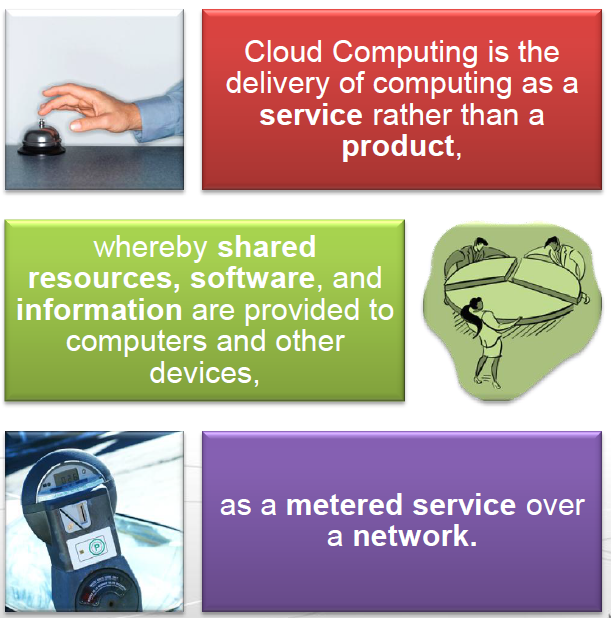 Cloud Computing is the
delivery of computing as a
service rather than a
product,
whereby shared
resources, software, and
information are provided to
computers and other
devices,
as a metered service over
a network.